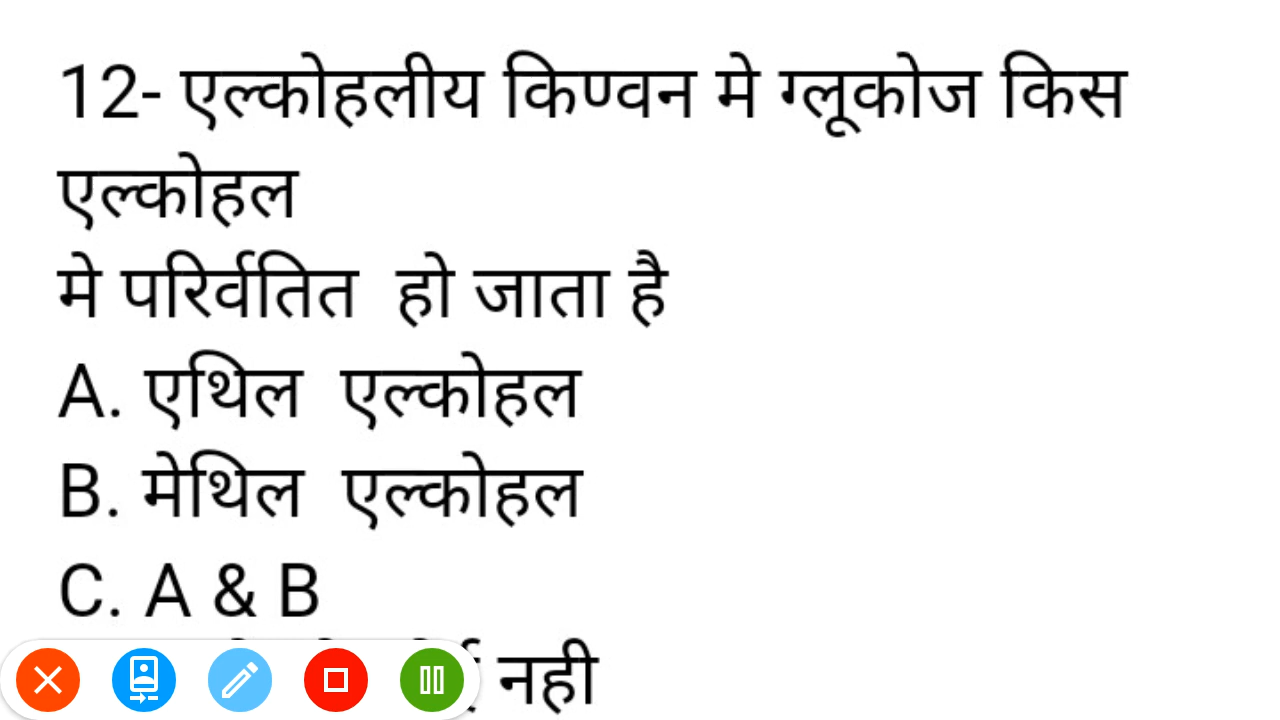 12- एल्कोहलीय किण्वन मे ग्लूकोज किस
एल्कोहल
मे परिर्वतित हो जाता है
A. एथिल एल्कोहल
B. मेथिल एल्कोहल
C. A & B
नही